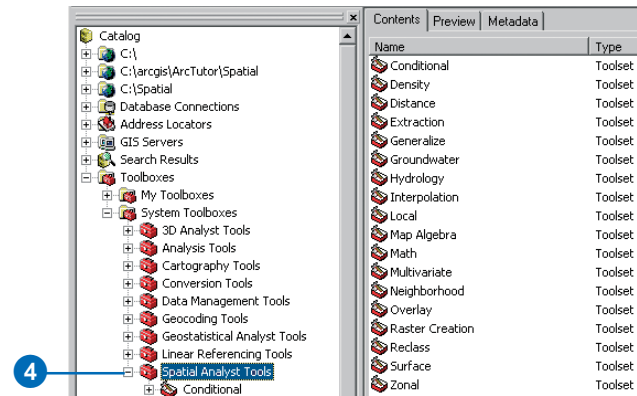 Catalog
C:\
C:\arcgis\ArcTutor\Spatial
C:\Spatial
Database Connections
Address Locators
GIS Servers
Search Results
Toolboxes
My Toolboxes
System Toolboxes
3D Analyst Tools
Analysis Tools
Cartography Tools
Conversion Tools
Data Management Tools
Geocoding Tools
Geostatistical Analyst Tools
Linear Referencing Tools
4 Spatial Analyst Tools
Conditional
Contents Preview Metadata
Name Type
Conditional Toolset
Density Toolset
Distance Toolset
Extraction Toolset
Generalize Toolset
Groundwater Toolset
Hydrology Toolset
Interpolation Toolset
Local Toolset
Map Algebra Toolset
Math Toolset
Multivariate Toolset
Neighborhood Toolset
Overlay Toolset
Raster Creation Toolset
Reclass Toolset
Surface Toolset
Zonal Toolset